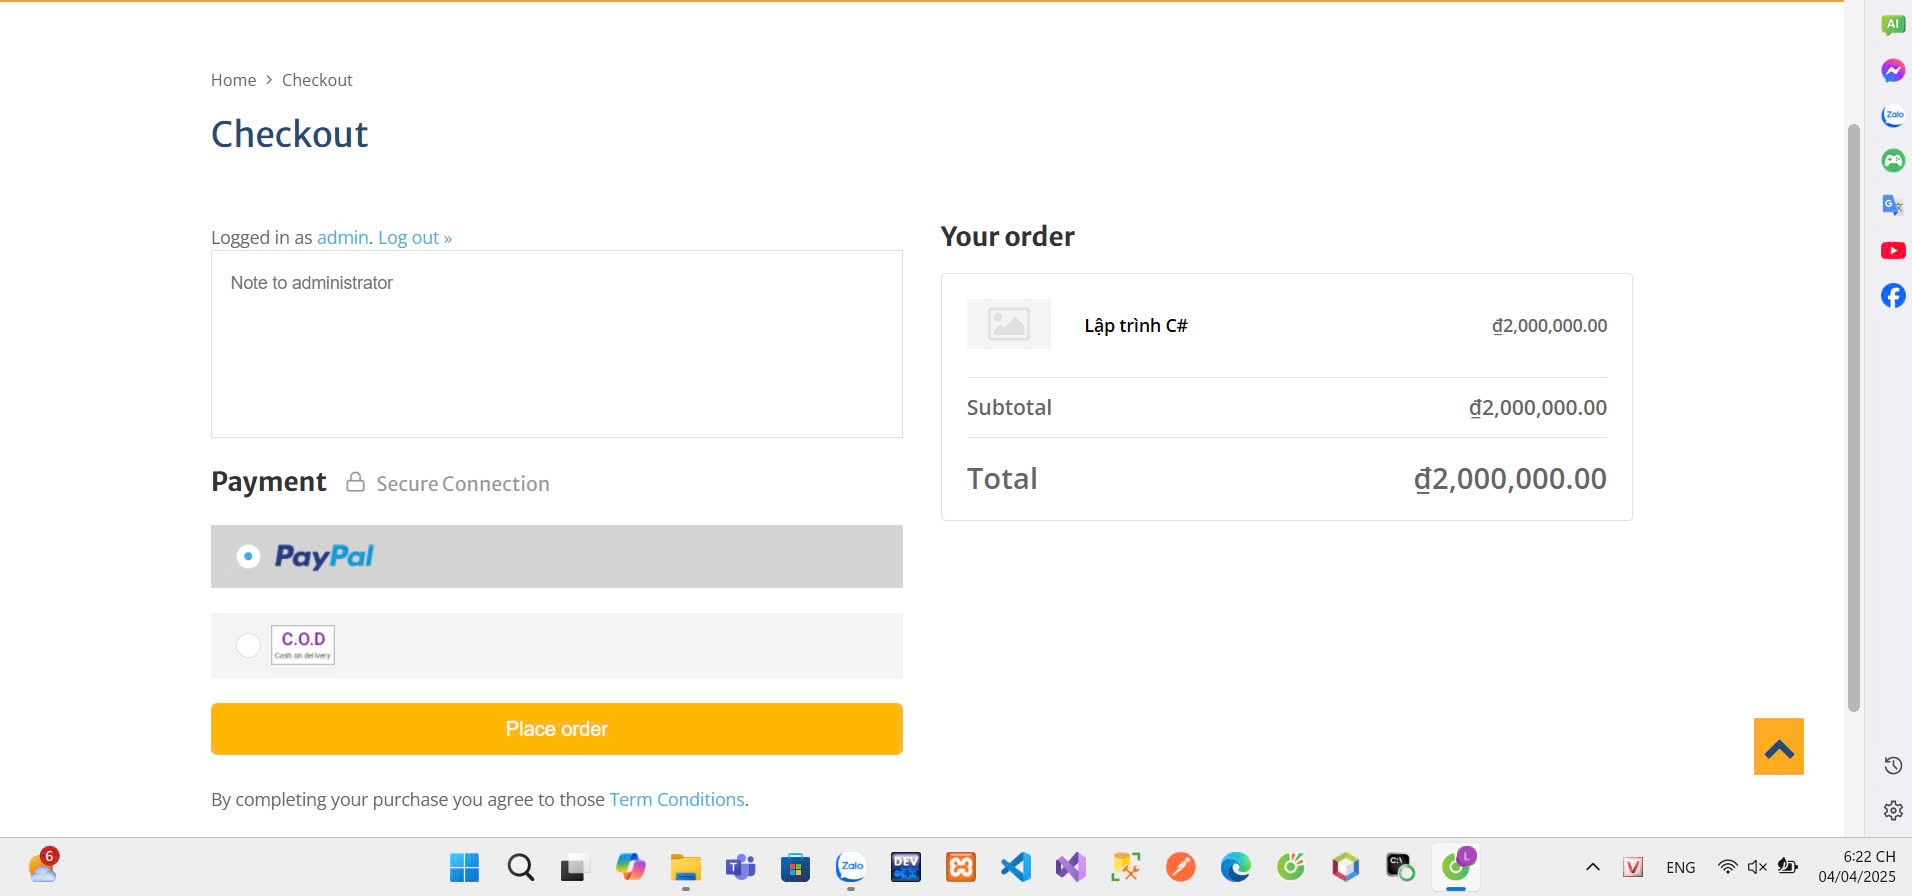 Home > Checkout
Checkout
Logged in as admin. Log out »
Note to administrator
Payment Secure Connection
PayPal
C.O.D
Cash on delivery
Place order
By completing your purchase you agree to those Term Conditions.
Your order
Lập trình C# ₫2,000,000.00
Subtotal ₫2,000,000.00
Total ₫2,000,000.00
AI
Zalo
G
6
Zalo
DEV
C:\
L
V
ENG
6:22 CH
04/04/2025